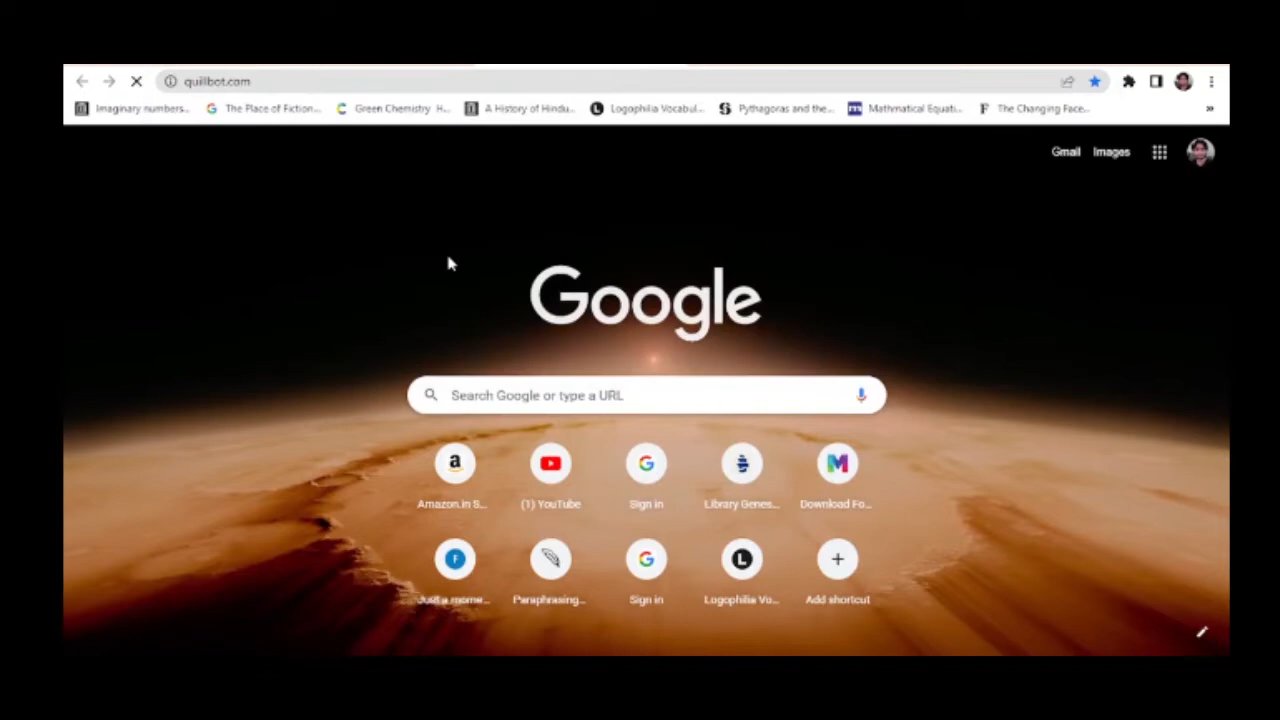 quillbot.com
Imaginary numbers... The Place of Fiction... Green Chemistry H... A History of Hindu... Logophilia Vocabul... Pythagoras and the... Mathmatical Equati... The Changing Face... »
Gmail Images
Google
Search Google or type a URL
Amazon.in S... (1) YouTube Sign in Library Genes... Download Fo...
Just a mome... Paraphrasing... Sign in Logophilia Vo... Add shortcut